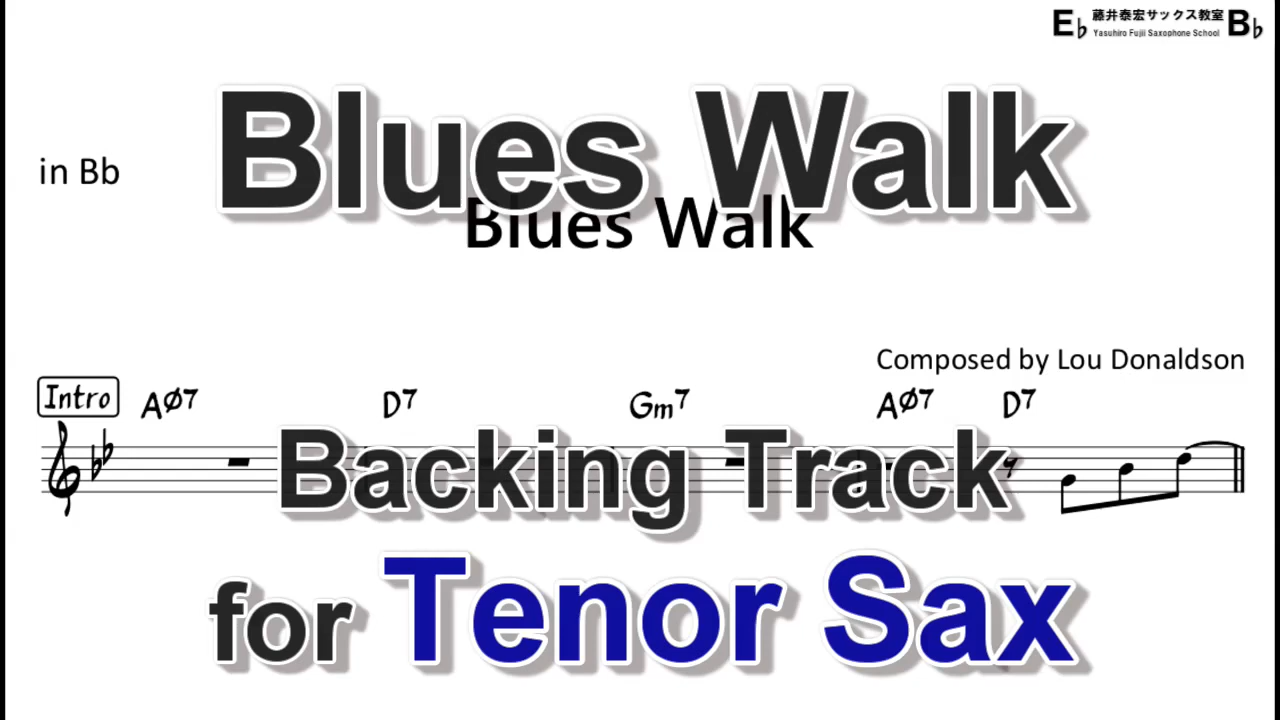 E♭ 藤井泰宏サックス教室 B♭
Yasuhiro Fujii Saxophone School
Blues Walk
in Bb
Blues Walk
Composed by Lou Donaldson
Intro AØ7 D7 Gm7 AØ7 D7
Backing Track
for Tenor Sax